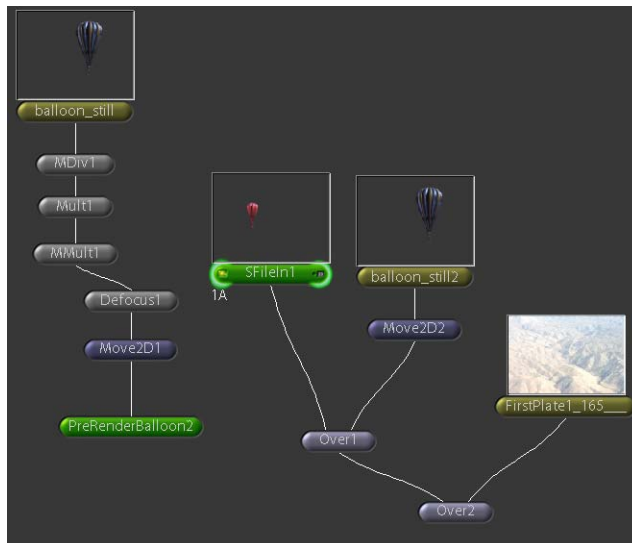 balloon_still
MDiv1
Mult1
MMult1
Defocus1
Move2D1
PreRenderBalloon2
SFileIn1
1A
balloon_still2
Move2D2
FirstPlate1_165___
Over1
Over2